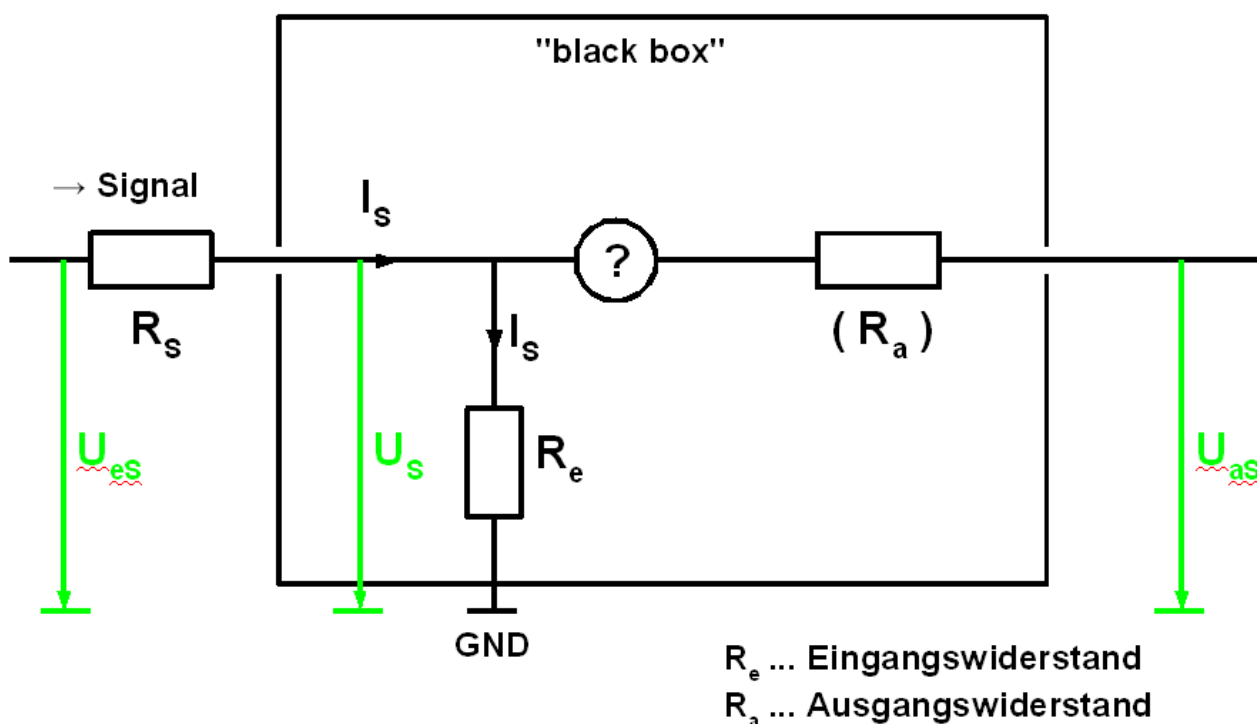 "black box"
→ Signal
I_S
?
R_S
( R_a )
I_S
U_eS
U_S
R_e
U_aS
GND
R_e ... Eingangswiderstand
R_a ... Ausgangswiderstand